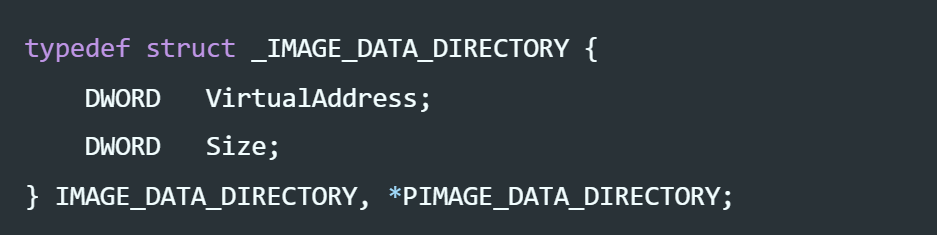 typedef struct _IMAGE_DATA_DIRECTORY {
    DWORD   VirtualAddress;
    DWORD   Size;
} IMAGE_DATA_DIRECTORY, *PIMAGE_DATA_DIRECTORY;